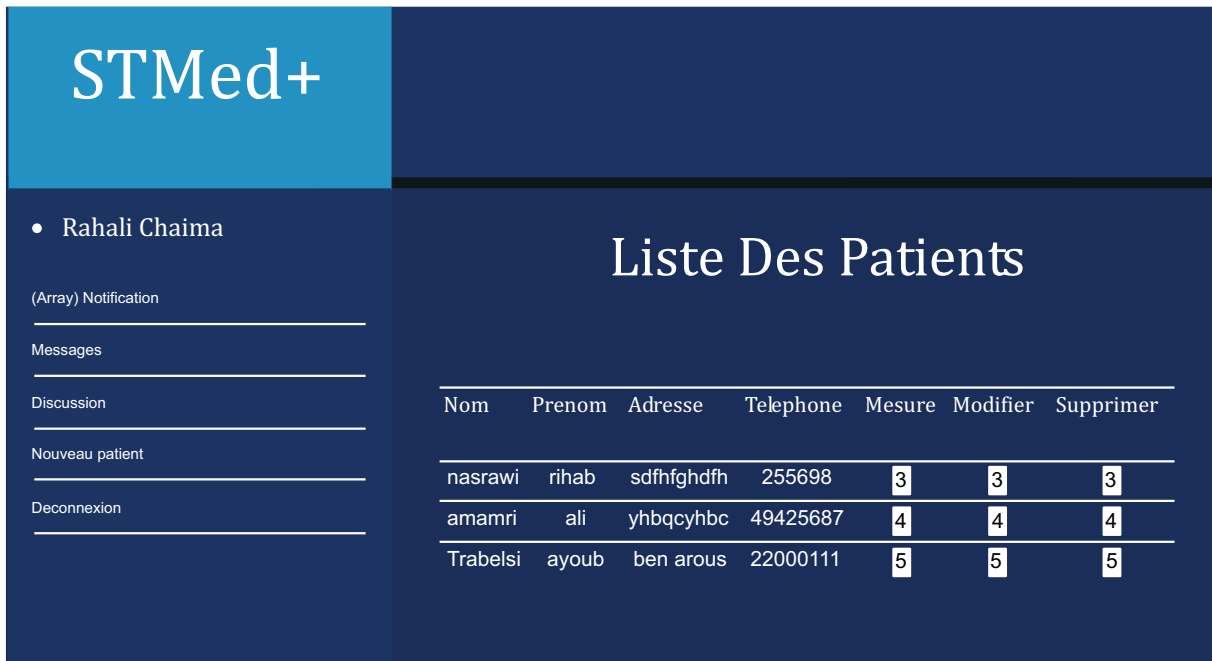 STMed+
• Rahali Chaima
(Array) Notification
Messages
Discussion
Nouveau patient
Deconnexion
Liste Des Patients
Nom Prenom Adresse Telephone Mesure Modifier Supprimer
nasrawi rihab sdfhfghdfh 255698 3 3 3
amamri ali yhbqcyhbc 49425687 4 4 4
Trabelsi ayoub ben arous 22000111 5 5 5